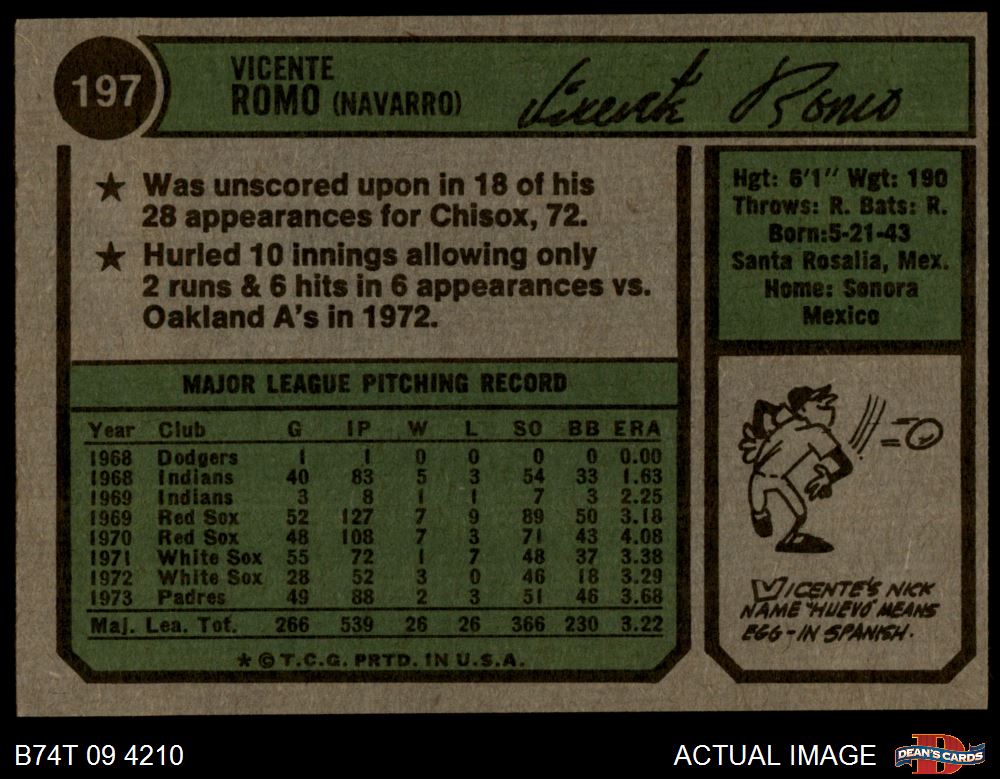 197
VICENTE
ROMO (NAVARRO)
Vicente Romo
★ Was unscored upon in 18 of his
28 appearances for Chisox, 72.
★ Hurled 10 innings allowing only
2 runs & 6 hits in 6 appearances vs.
Oakland A's in 1972.
Hgt: 6'1" Wgt: 190
Throws: R. Bats: R.
Born:5-21-43
Santa Rosalia, Mex.
Home: Sonora
Mexico
MAJOR LEAGUE PITCHING RECORD
Year Club G IP W L SO BB ERA
1968 Dodgers 1 1 0 0 0 0 0.00
1968 Indians 40 83 5 3 54 33 1.63
1969 Indians 3 8 1 1 7 3 2.25
1969 Red Sox 52 127 7 9 89 50 3.18
1970 Red Sox 48 108 7 3 71 43 4.08
1971 White Sox 55 72 1 7 48 37 3.38
1972 White Sox 28 52 3 0 46 18 3.29
1973 Padres 49 88 2 3 51 46 3.68
Maj. Lea. Tot. 266 539 26 26 366 230 3.22
* © T.C.G. PRTD. IN U.S.A.
VICENTE'S NICK
NAME "HUEVO" MEANS
EGG-IN SPANISH.
B74T 09 4210
ACTUAL IMAGE
DEAN'S CARDS